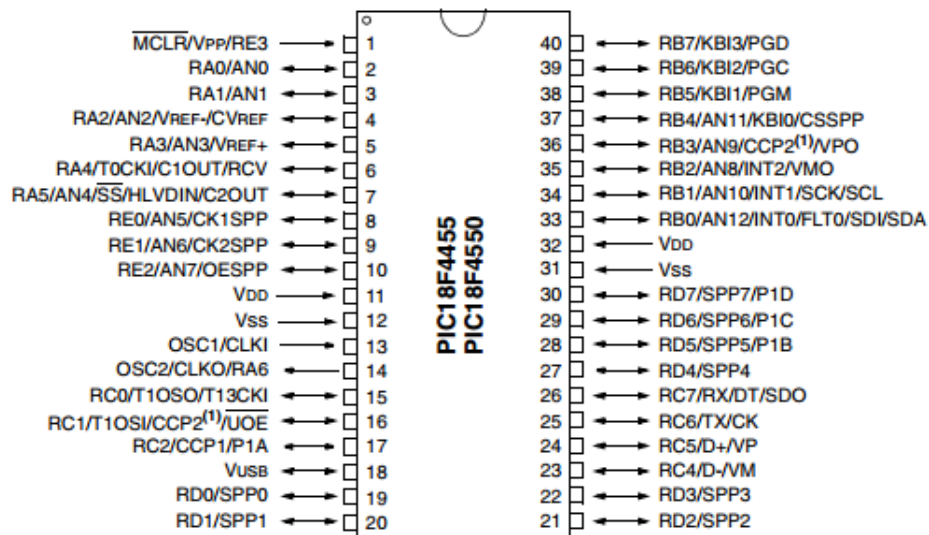 MCLR/VPP/RE3 1 40 RB7/KBI3/PGD
RA0/AN0 2 39 RB6/KBI2/PGC
RA1/AN1 3 38 RB5/KBI1/PGM
RA2/AN2/VREF-/CVREF 4 37 RB4/AN11/KBI0/CSSPP
RA3/AN3/VREF+ 5 36 RB3/AN9/CCP2(1)/VPO
RA4/T0CKI/C1OUT/RCV 6 35 RB2/AN8/INT2/VMO
RA5/AN4/SS/HLVDIN/C2OUT 7 34 RB1/AN10/INT1/SCK/SCL
RE0/AN5/CK1SPP 8 33 RB0/AN12/INT0/FLT0/SDI/SDA
RE1/AN6/CK2SPP 9 32 VDD
RE2/AN7/OESPP 10 31 VSS
VDD 11 30 RD7/SPP7/P1D
VSS 12 29 RD6/SPP6/P1C
OSC1/CLKI 13 28 RD5/SPP5/P1B
OSC2/CLKO/RA6 14 27 RD4/SPP4
RC0/T1OSO/T13CKI 15 26 RC7/RX/DT/SDO
RC1/T1OSI/CCP2(1)/UOE 16 25 RC6/TX/CK
RC2/CCP1/P1A 17 24 RC5/D+/VP
VUSB 18 23 RC4/D-/VM
RD0/SPP0 19 22 RD3/SPP3
RD1/SPP1 20 21 RD2/SPP2
PIC18F4455
PIC18F4550